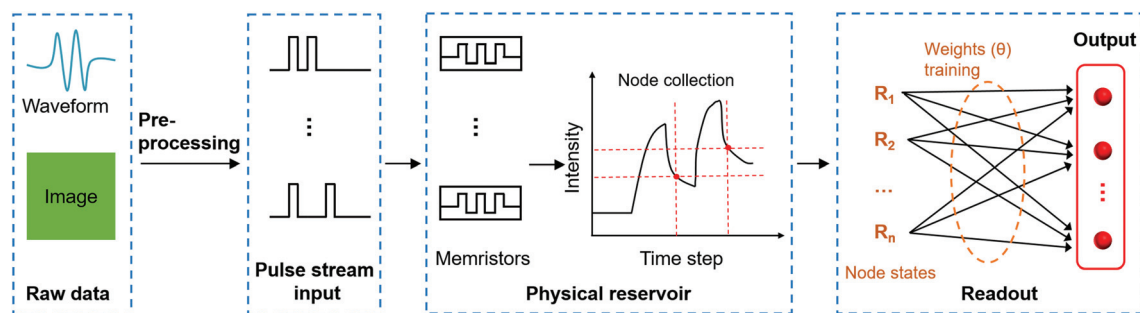 Waveform
Image
Raw data
Pre-
processing
...
Pulse stream
input
...
Memristors
Node collection
Intensity
Time step
Physical reservoir
Weights (θ)
training
R1
R2
...
Rn
Node states
Output
...
Readout